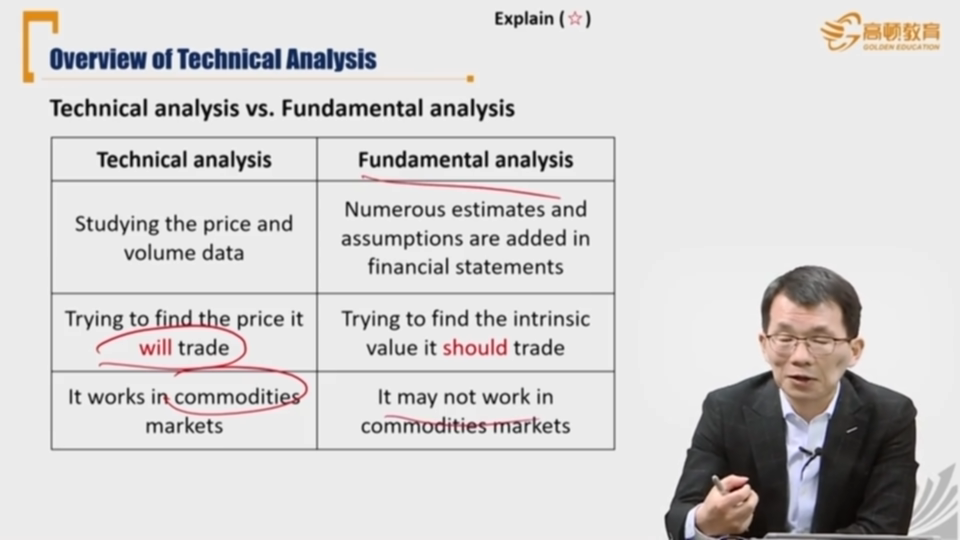 Explain (☆)
高顿教育
GOLDEN EDUCATION
Overview of Technical Analysis
Technical analysis vs. Fundamental analysis
Technical analysis
Fundamental analysis
Studying the price and
volume data
Numerous estimates and
assumptions are added in
financial statements
Trying to find the price it
will trade
Trying to find the intrinsic
value it should trade
It works in commodities
markets
It may not work in
commodities markets